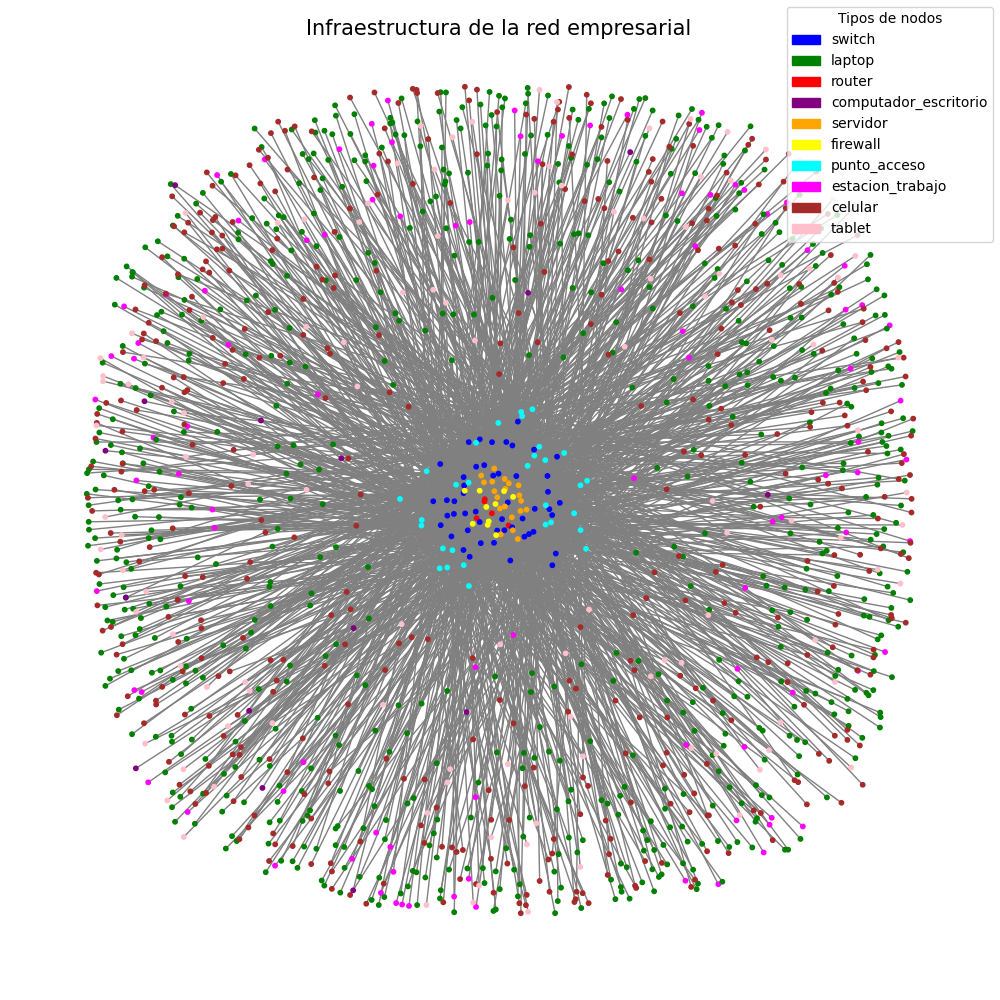 Infraestructura de la red empresarial
Tipos de nodos
switch
laptop
router
computador_escritorio
servidor
firewall
punto_acceso
estacion_trabajo
celular
tablet